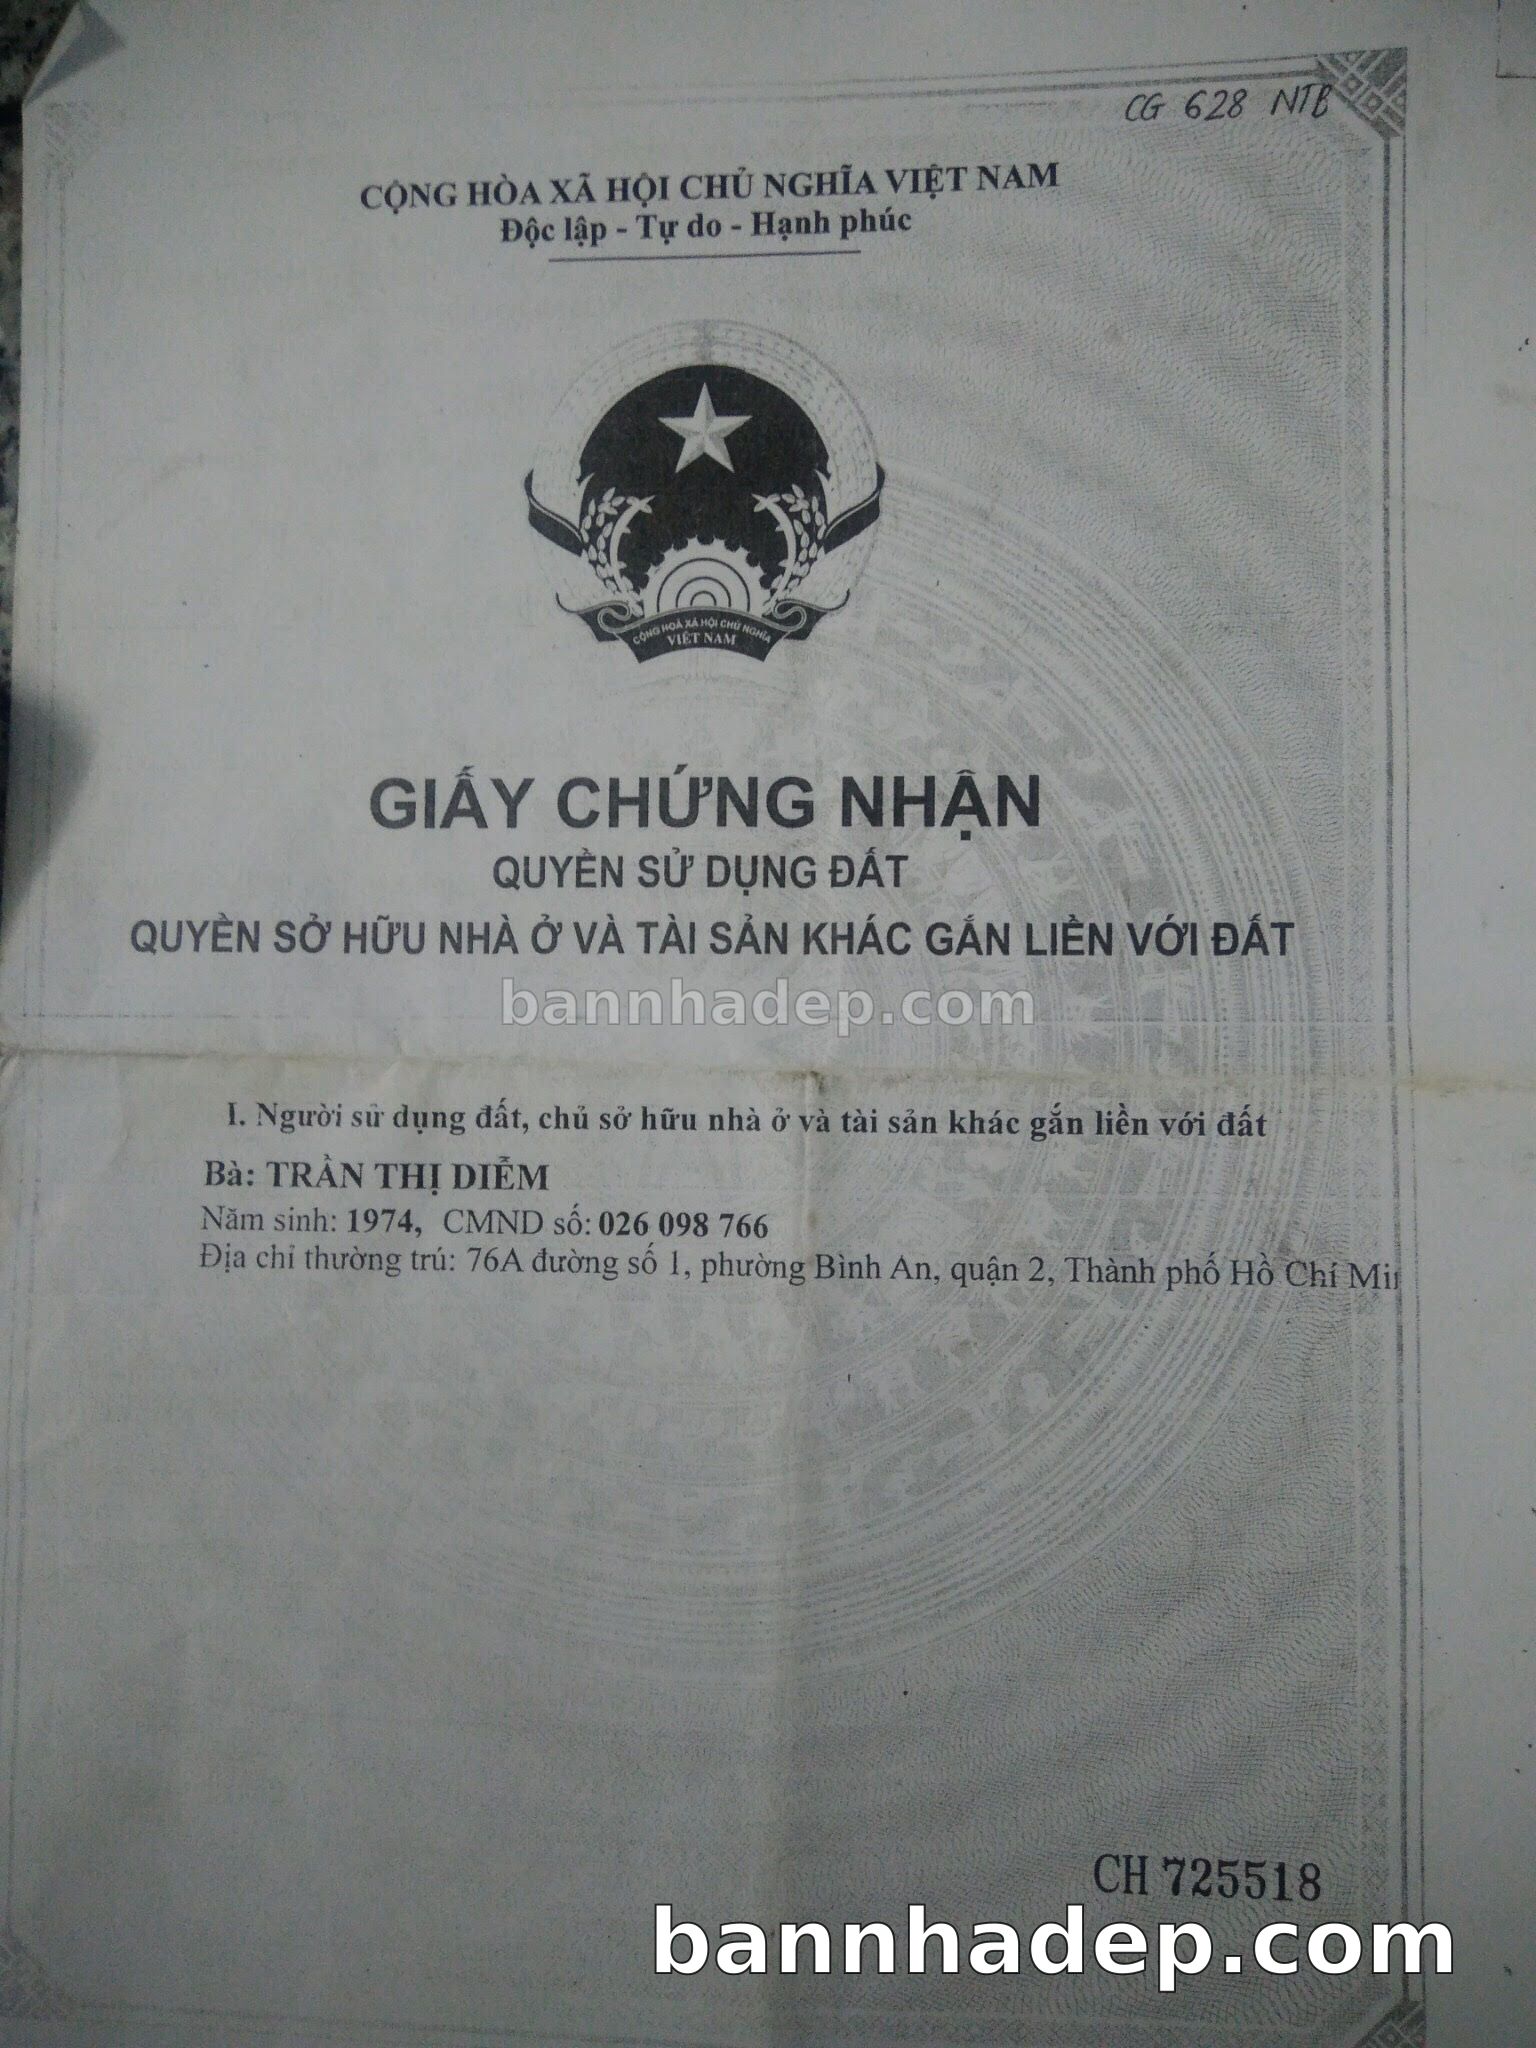 CG 628 NTB
CỘNG HÒA XÃ HỘI CHỦ NGHĨA VIỆT NAM
Độc lập - Tự do - Hạnh phúc
CỘNG HOÀ XÃ HỘI CHỦ NGHĨA
VIỆT NAM
GIẤY CHỨNG NHẬN
QUYỀN SỬ DỤNG ĐẤT
QUYỀN SỞ HỮU NHÀ Ở VÀ TÀI SẢN KHÁC GẮN LIỀN VỚI ĐẤT
bannhadep.com
I. Người sử dụng đất, chủ sở hữu nhà ở và tài sản khác gắn liền với đất
Bà: TRẦN THỊ DIỄM
Năm sinh: 1974, CMND số: 026 098 766
Địa chỉ thường trú: 76A đường số 1, phường Bình An, quận 2, Thành phố Hồ Chí
CH 725518
bannhadep.com